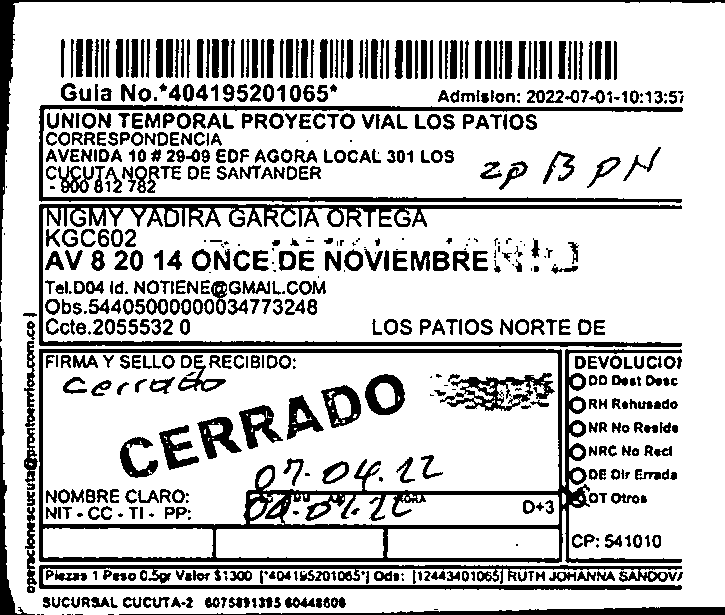 Guia No.*404195201065*
Admision: 2022-07-01-10:13:57
UNION TEMPORAL PROYECTO VIAL LOS PATIOS
CORRESPONDENCIA
AVENIDA 10 # 29-09 EDF AGORA LOCAL 301 LOS
CUCUTA NORTE DE SANTANDER
- 900 812 782
2P B PN
NIGMY YADIRA GARCIA ORTEGA
KGC602
AV 8 20 14 ONCE DE NOVIEMBRE
Tel.D04 Id. NOTIENE@GMAIL.COM
Obs.54405000000034773248
Ccte.2055532 0
LOS PATIOS NORTE DE
FIRMA Y SELLO DE RECIBIDO:
cerrado
CERRADO
07-04.22
NOMBRE CLARO:
NIT - CC - TI - PP:
HORA
D+3
DEVOLUCION
DD Dest Desc
RH Rehusado
NR No Reside
NRC No Recl
DE Dir Errada
OT Otros
CP: 541010
Piezas 1 Peso 0.5gr Valor $1300 [*404195201065*] Ods: [12443401065] RUTH JOHANNA SANDOVA
SUCURSAL CUCUTA-2 6075891395 60448608
operacionescucuta@prontoenvios.com.co